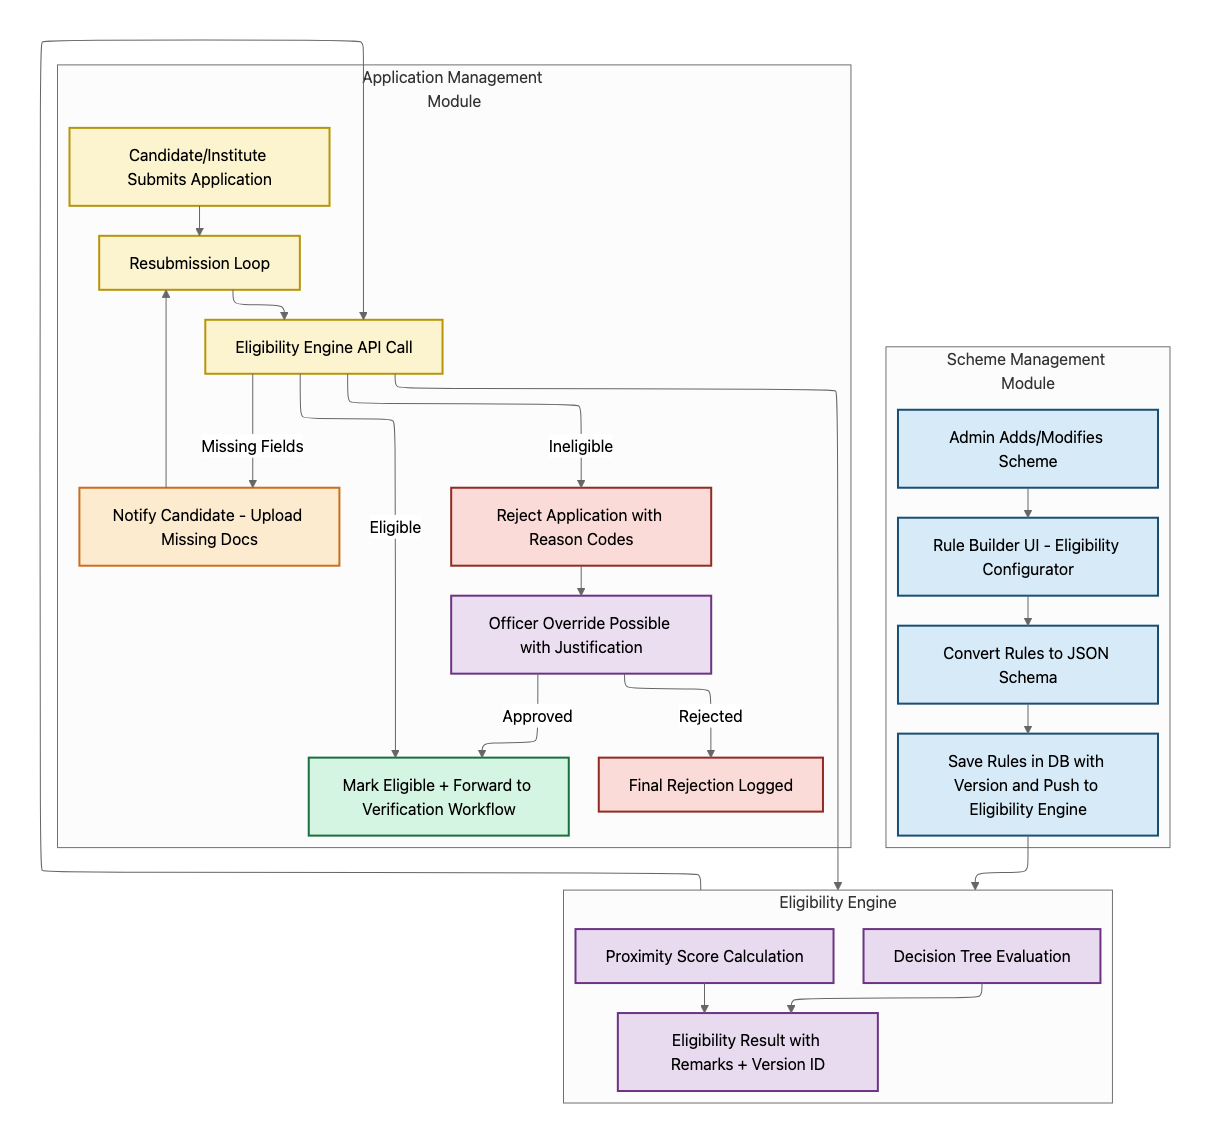 Application Management
Module
Candidate/Institute
Submits Application
Resubmission Loop
Eligibility Engine API Call
Missing Fields
Ineligible
Notify Candidate - Upload
Missing Docs
Eligible
Reject Application with
Reason Codes
Officer Override Possible
with Justification
Approved
Rejected
Mark Eligible + Forward to
Verification Workflow
Final Rejection Logged
Scheme Management
Module
Admin Adds/Modifies
Scheme
Rule Builder UI - Eligibility
Configurator
Convert Rules to JSON
Schema
Save Rules in DB with
Version and Push to
Eligibility Engine
Eligibility Engine
Proximity Score Calculation
Decision Tree Evaluation
Eligibility Result with
Remarks + Version ID